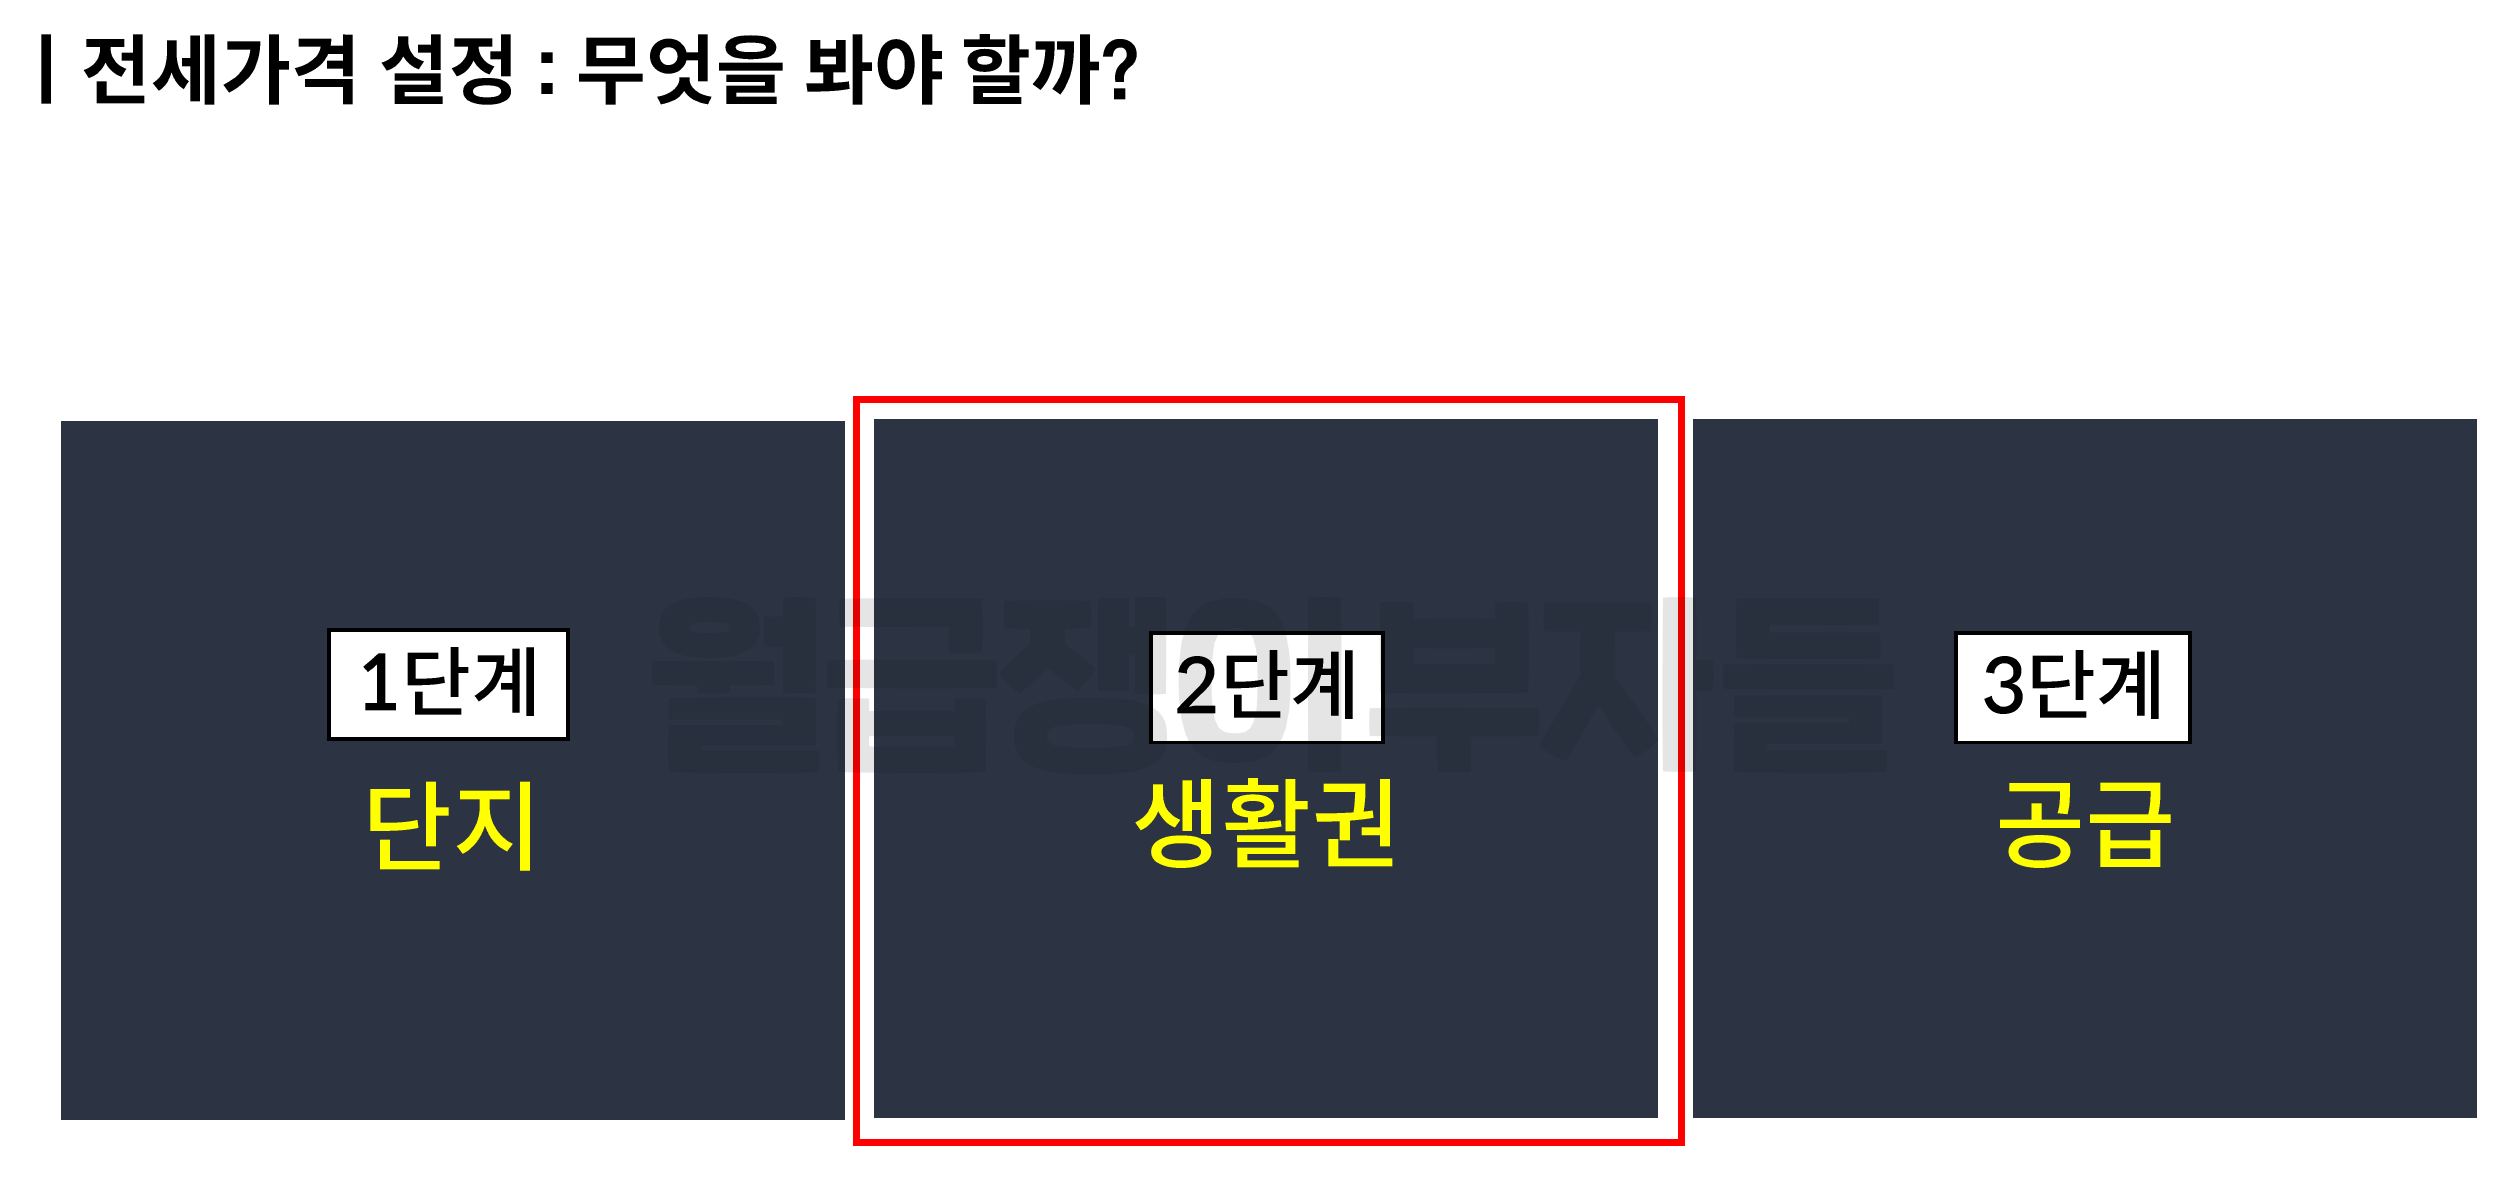 | 전세가격 설정 : 무엇을 봐야 할까?
1단계
단지
2단계
생활권
3단계
공급
월급쟁이부자들